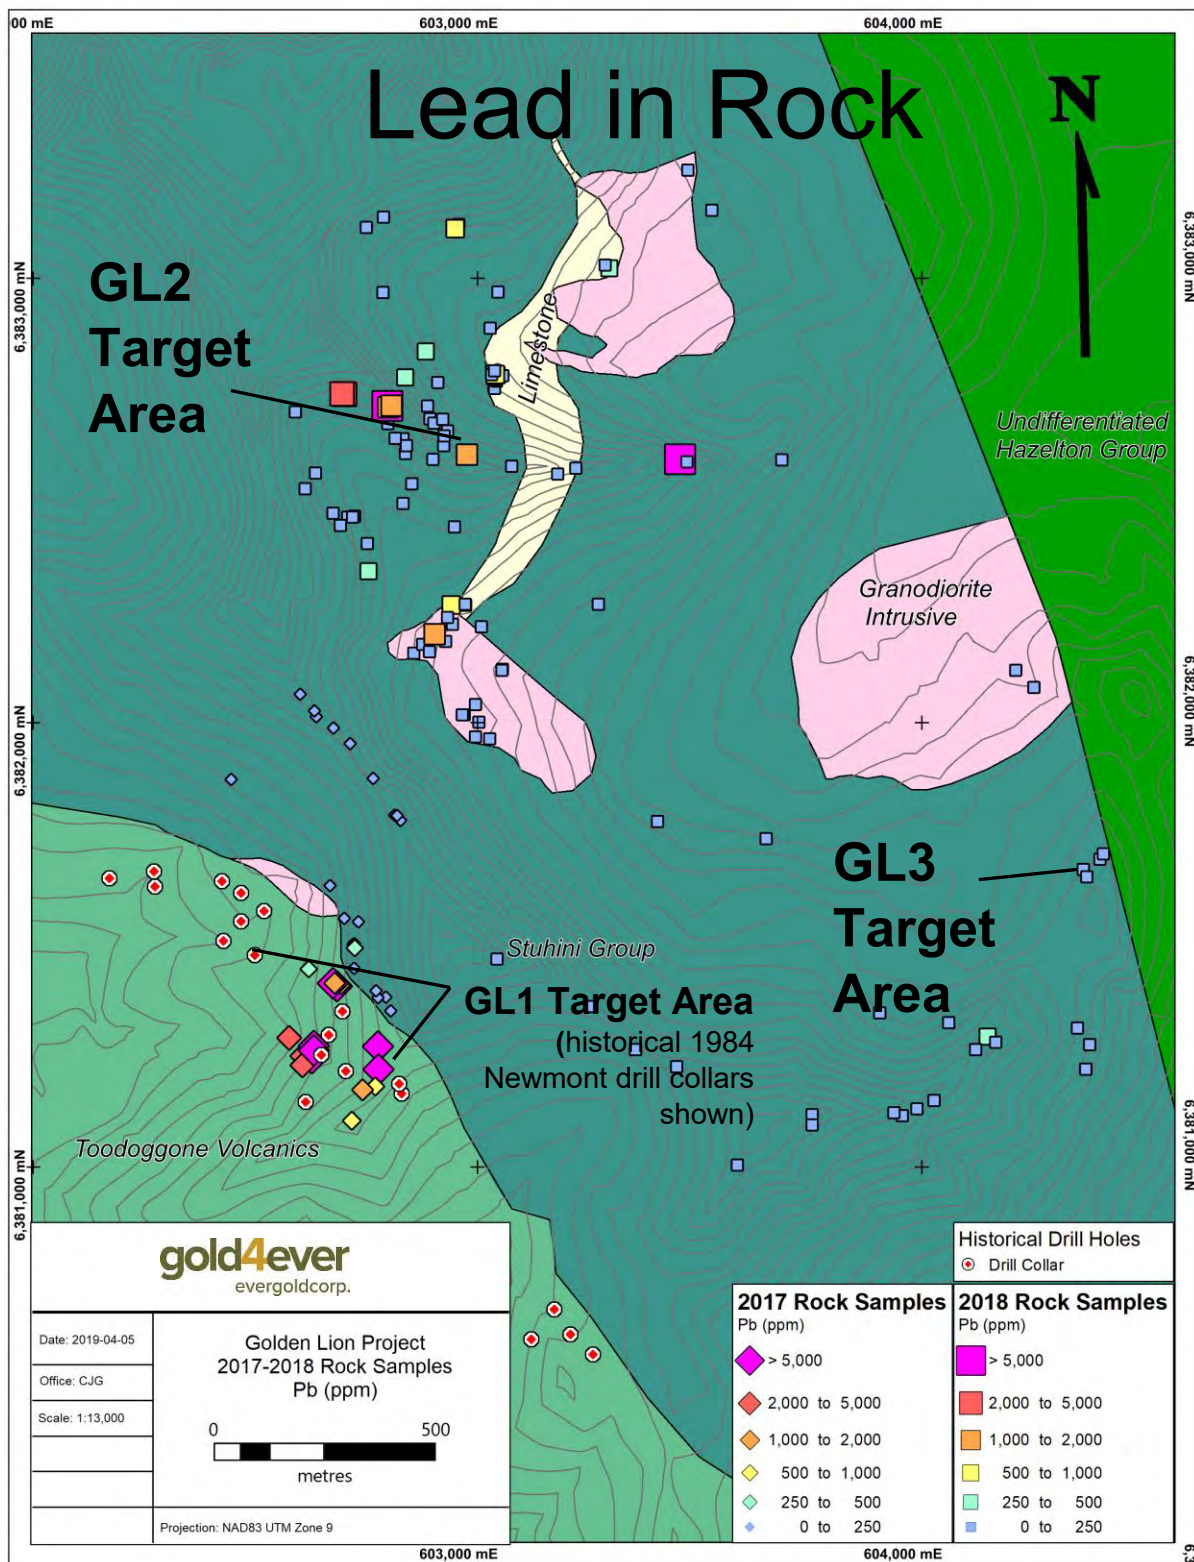 00 mE
603,000 mE
604,000 mE
Lead in Rock
N
6,383,000 mN
6,383,000 mN
GL2
Target
Area
Limestone
Undifferentiated
Hazelton Group
Granodiorite
Intrusive
6,382,000 mN
6,382,000 mN
GL3
Target
Area
Stuhini Group
GL1 Target Area
(historical 1984
Newmont drill collars
shown)
Toodoggone Volcanics
6,381,000 mN
6,381,000 mN
gold4ever
evergoldcorp.
Date: 2019-04-05
Office: CJG
Scale: 1:13,000
Golden Lion Project
2017-2018 Rock Samples
Pb (ppm)
0 500
metres
Projection: NAD83 UTM Zone 9
Historical Drill Holes
Drill Collar
2017 Rock Samples
Pb (ppm)
> 5,000
2,000 to 5,000
1,000 to 2,000
500 to 1,000
250 to 500
0 to 250
2018 Rock Samples
Pb (ppm)
> 5,000
2,000 to 5,000
1,000 to 2,000
500 to 1,000
250 to 500
0 to 250
603,000 mE
604,000 mE